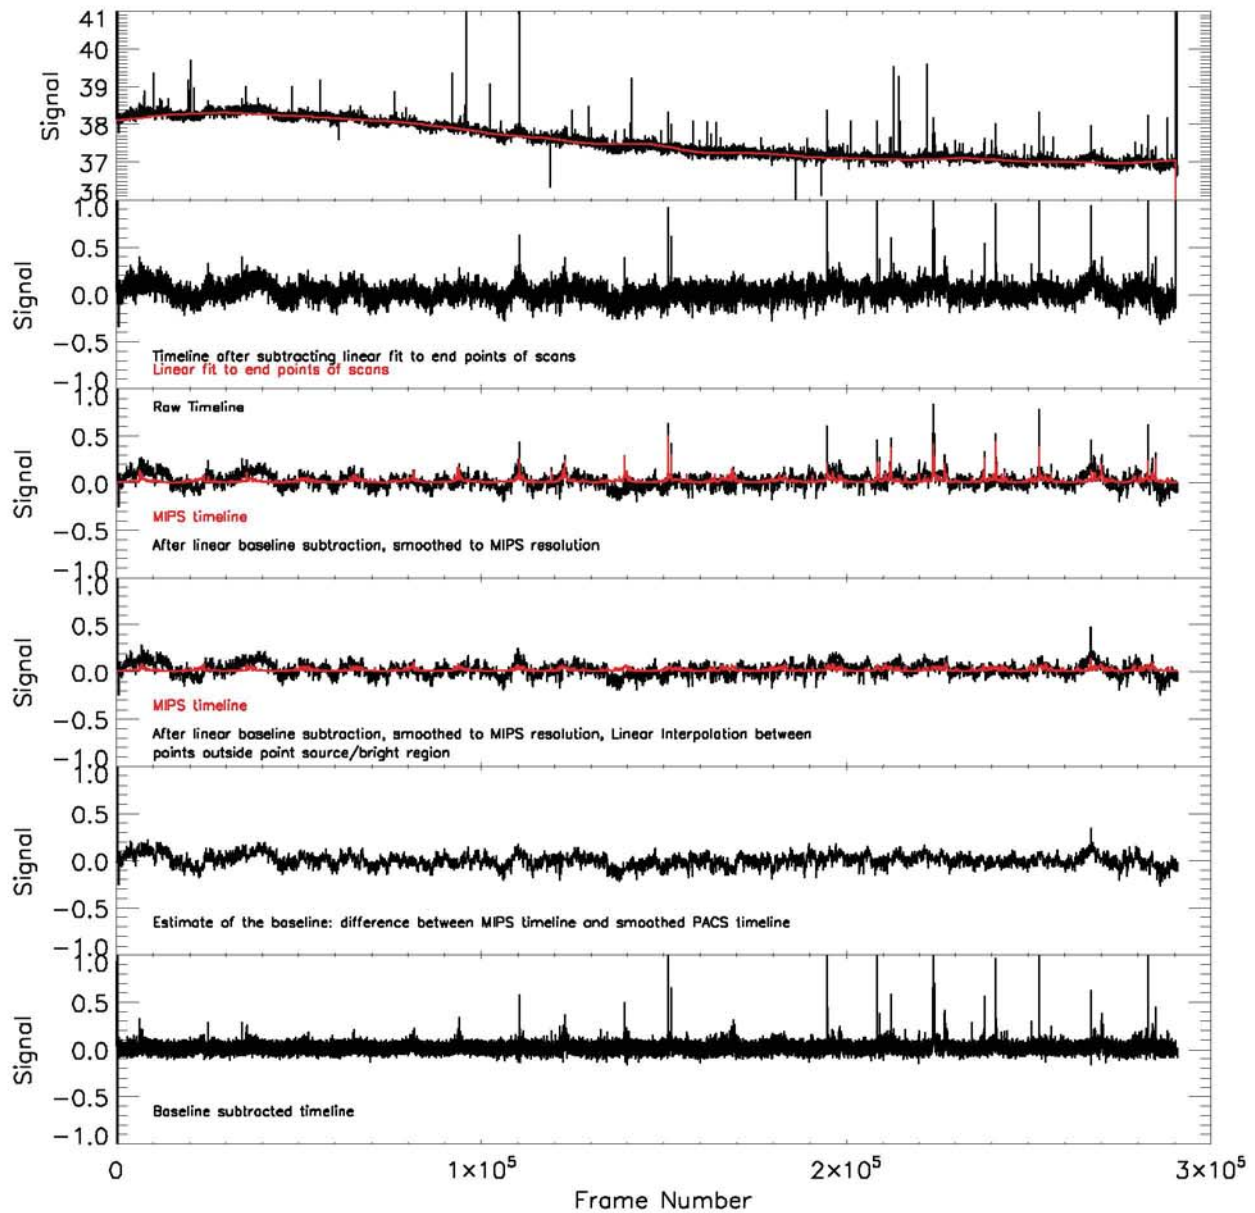 41
40
39
38
37
36
Signal
1.0
0.5
0.0
−0.5
−1.0
Signal
Timeline after subtracting linear fit to end points of scans
Linear fit to end points of scans
1.0
0.5
0.0
−0.5
−1.0
Signal
Raw Timeline
MIPS timeline
After linear baseline subtraction, smoothed to MIPS resolution
1.0
0.5
0.0
−0.5
−1.0
Signal
MIPS timeline
After linear baseline subtraction, smoothed to MIPS resolution, Linear Interpolation between
points outside point source/bright region
1.0
0.5
0.0
−0.5
−1.0
Signal
Estimate of the baseline: difference between MIPS timeline and smoothed PACS timeline
1.0
0.5
0.0
−0.5
−1.0
Signal
Baseline subtracted timeline
0
1×10⁵
2×10⁵
3×10⁵
Frame Number